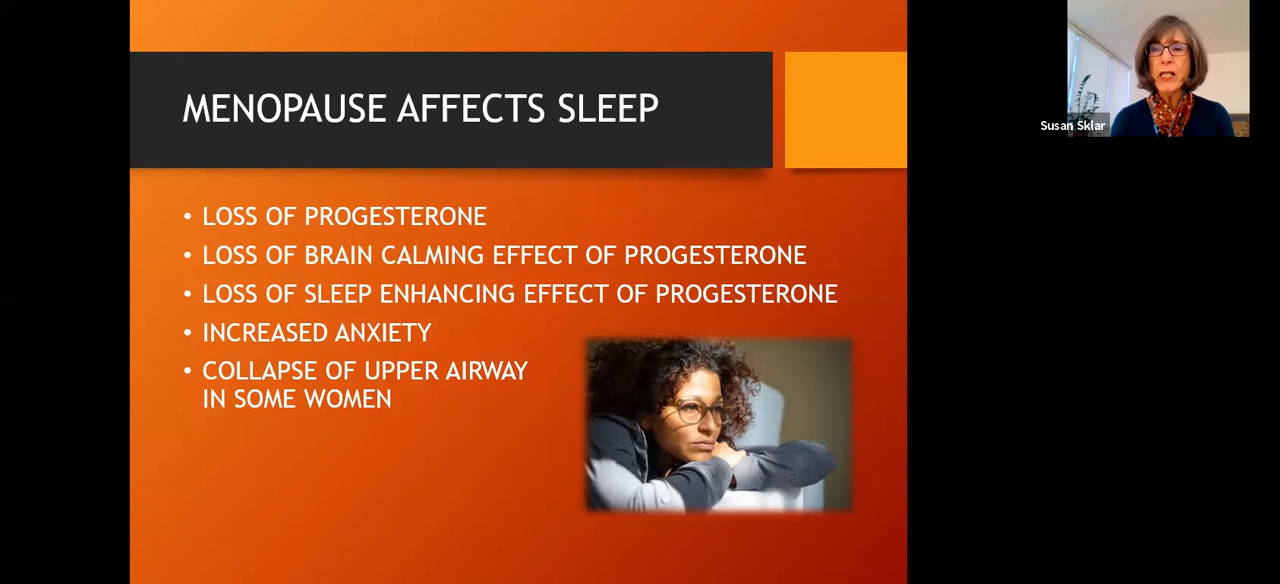 MENOPAUSE AFFECTS SLEEP
• LOSS OF PROGESTERONE
• LOSS OF BRAIN CALMING EFFECT OF PROGESTERONE
• LOSS OF SLEEP ENHANCING EFFECT OF PROGESTERONE
• INCREASED ANXIETY
• COLLAPSE OF UPPER AIRWAY
IN SOME WOMEN
Susan Sklar